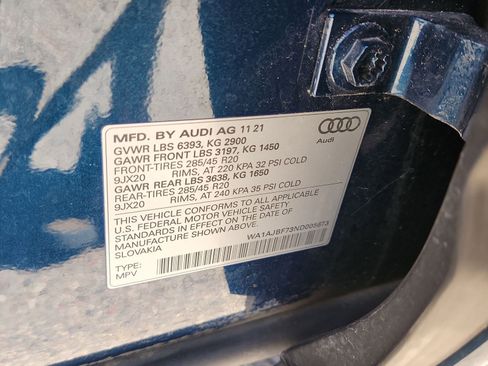 MFD. BY AUDI AG 11 21
GVWR LBS 6393, KG 2900
GAWR FRONT LBS 3197, KG 1450
FRONT-TIRES 285/45 R20
9JX20 RIMS, AT 220 KPA 32 PSI COLD
GAWR REAR LBS 3638, KG 1650
REAR-TIRES 285/45 R20
9JX20 RIMS, AT 240 KPA 35 PSI COLD
THIS VEHICLE CONFORMS TO ALL APPLICABLE
U.S. FEDERAL MOTOR VEHICLE SAFETY
STANDARDS IN EFFECT ON THE DATE OF
MANUFACTURE SHOWN ABOVE.
SLOVAKIA
TYPE:
MPV
WA1AJBF73ND005873
Audi